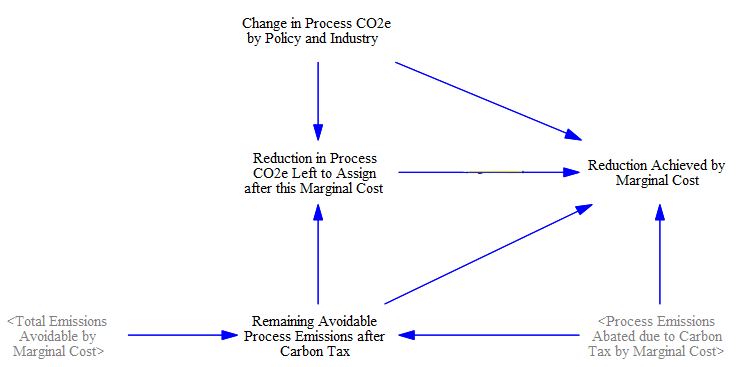 Change in Process CO2e
by Policy and Industry
Reduction in Process
CO2e Left to Assign
after this Marginal Cost
Reduction Achieved by
Marginal Cost
<Total Emissions
Avoidable by
Marginal Cost>
Remaining Avoidable
Process Emissions after
Carbon Tax
<Process Emissions
Abated due to Carbon
Tax by Marginal Cost>